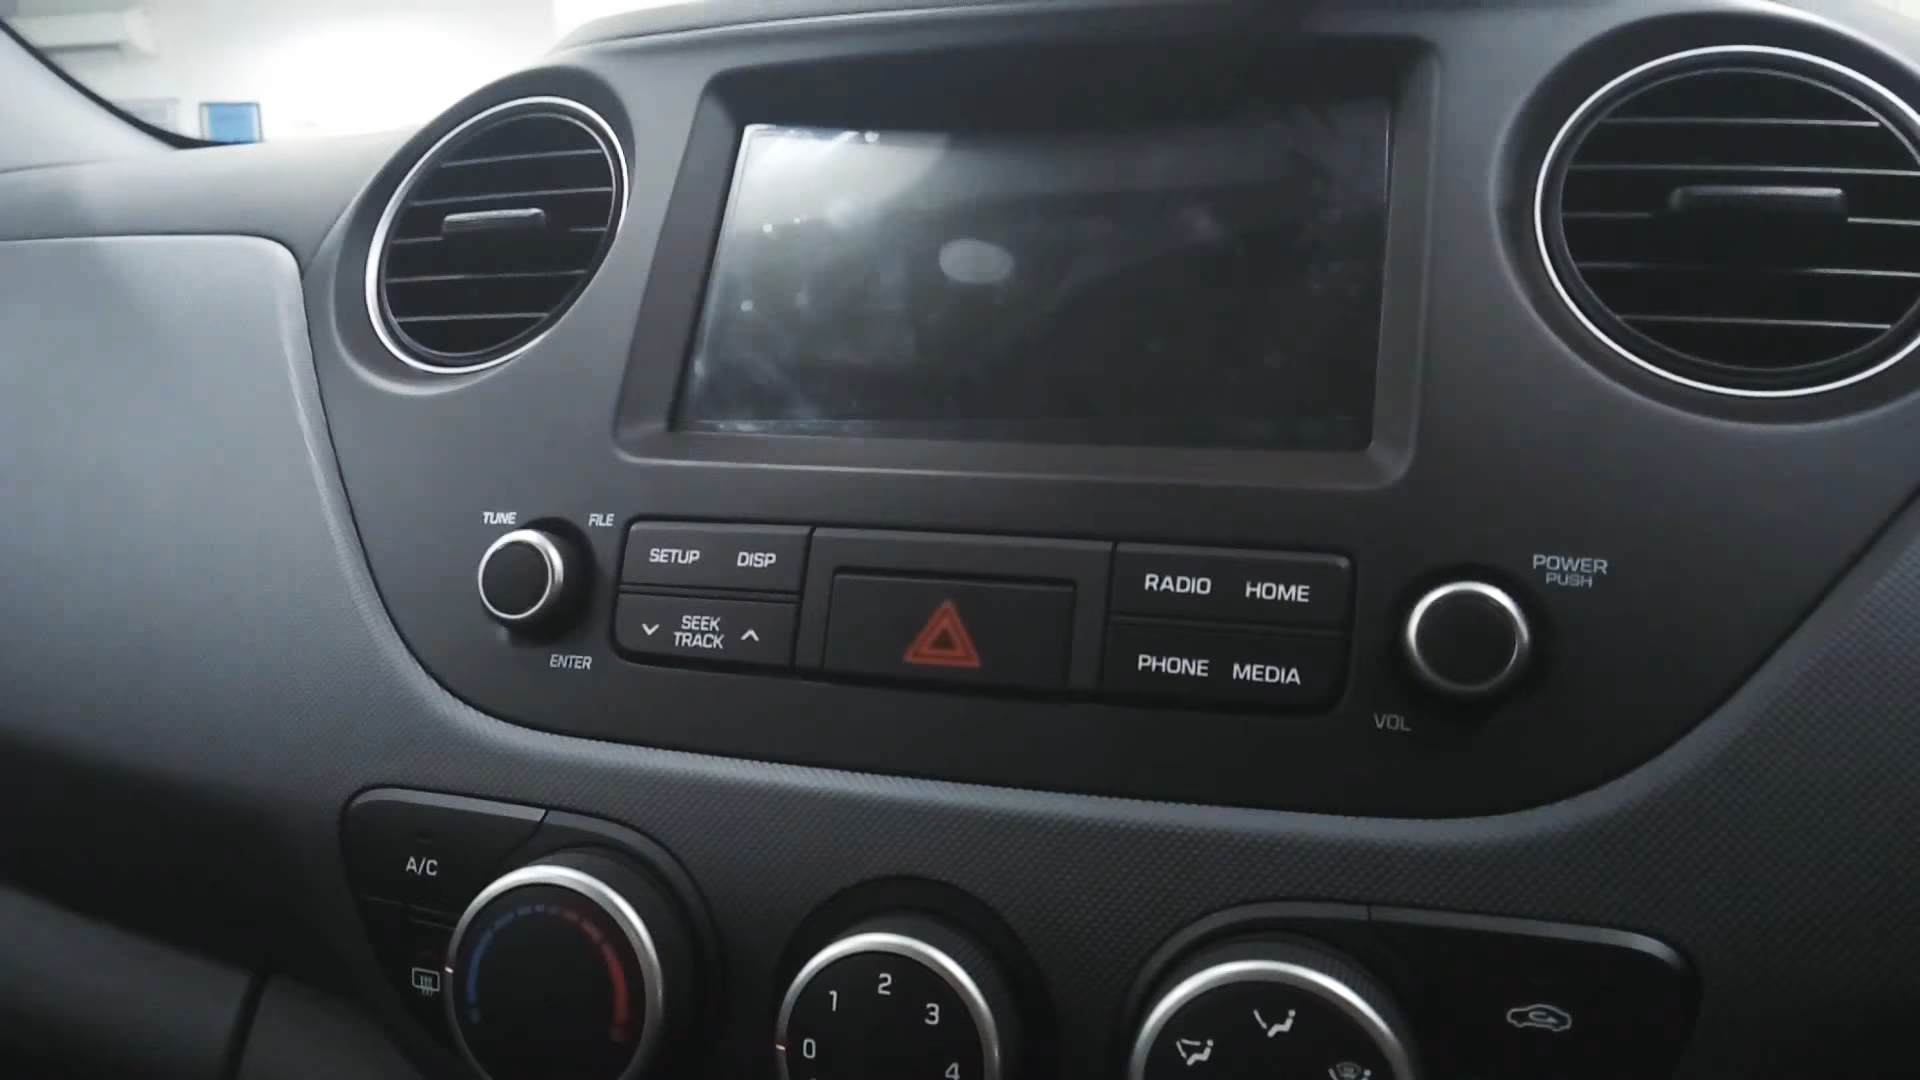 TUNE
FILE
SETUP
DISP
SEEK
TRACK
ENTER
RADIO
HOME
PHONE
MEDIA
POWER
PUSH
VOL
A/C
0
1
2
3
4